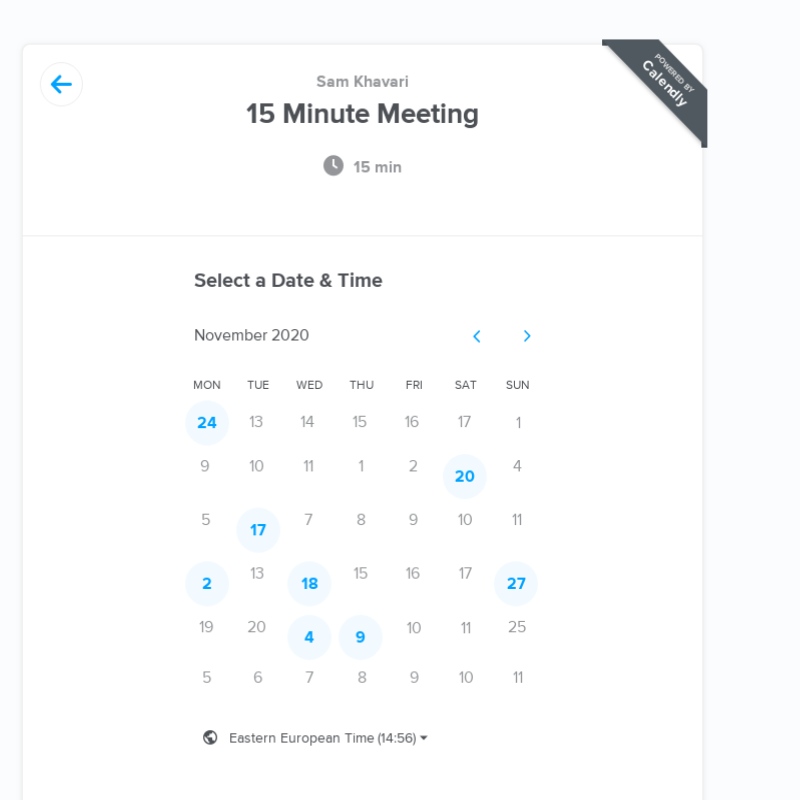 POWERED BY
Calendly
Sam Khavari
15 Minute Meeting
15 min
Select a Date & Time
November 2020
MON TUE WED THU FRI SAT SUN
24 13 14 15 16 17 1
9 10 11 1 2 20 4
5 17 7 8 9 10 11
2 13 18 15 16 17 27
19 20 4 9 10 11 25
5 6 7 8 9 10 11
Eastern European Time (14:56)